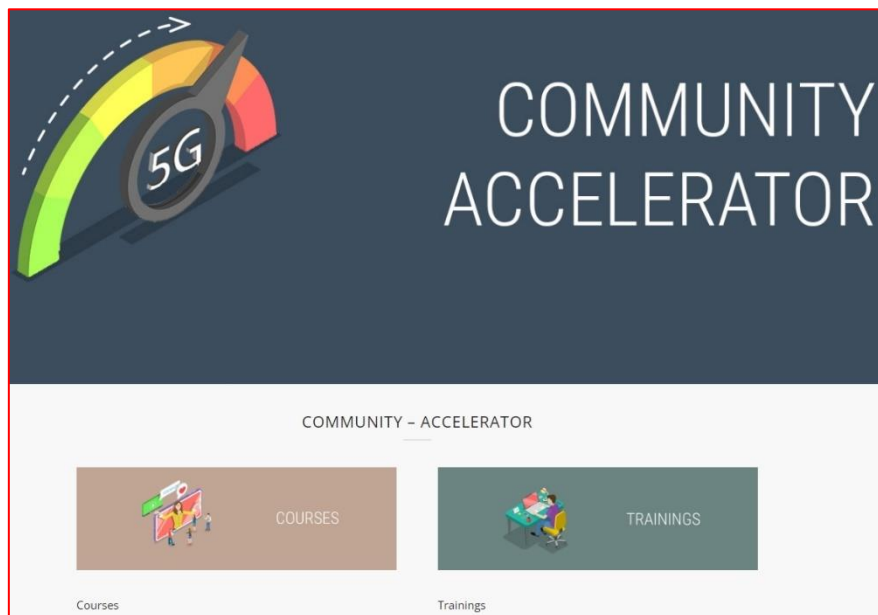 5G
COMMUNITY
ACCELERATOR
COMMUNITY – ACCELERATOR
COURSES
TRAININGS
Courses
Trainings